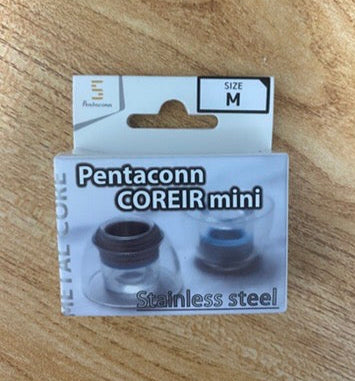 Pentaconn
SIZE
M
Pentaconn
COREIR mini
METAL CORE
Stainless steel